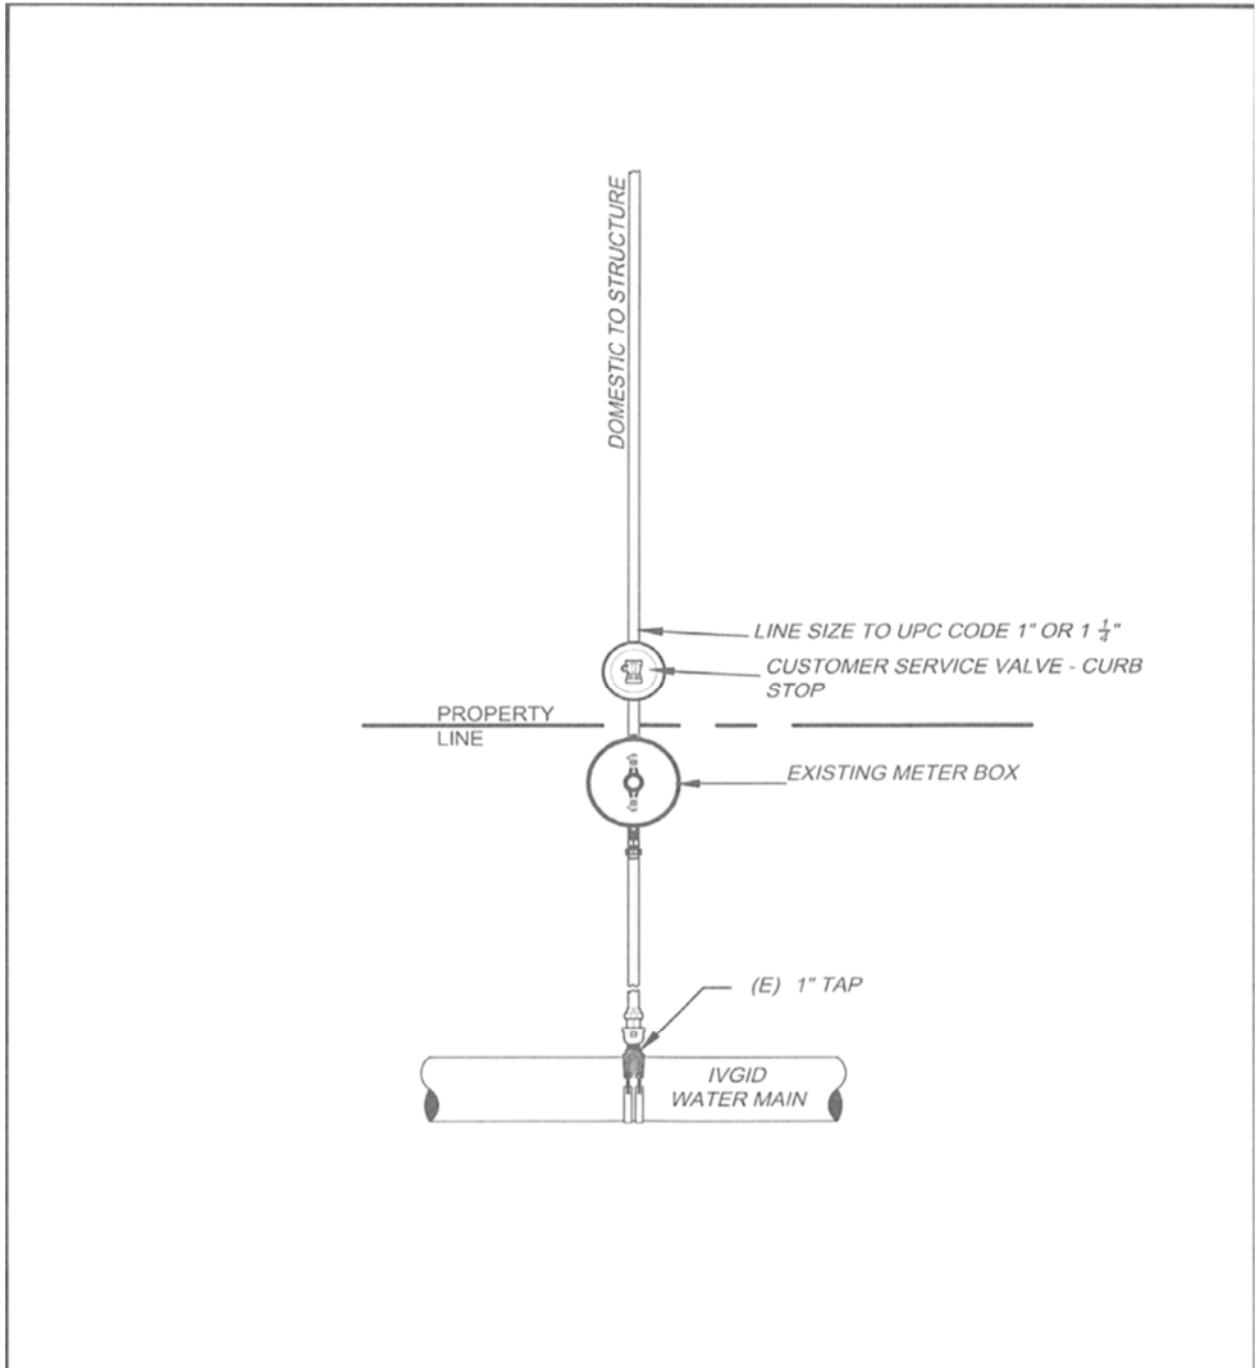 DOMESTIC TO STRUCTURE
LINE SIZE TO UPC CODE 1" OR 1 1/4"
CUSTOMER SERVICE VALVE - CURB
STOP
PROPERTY
LINE
EXISTING METER BOX
(E) 1" TAP
IVGID
WATER MAIN